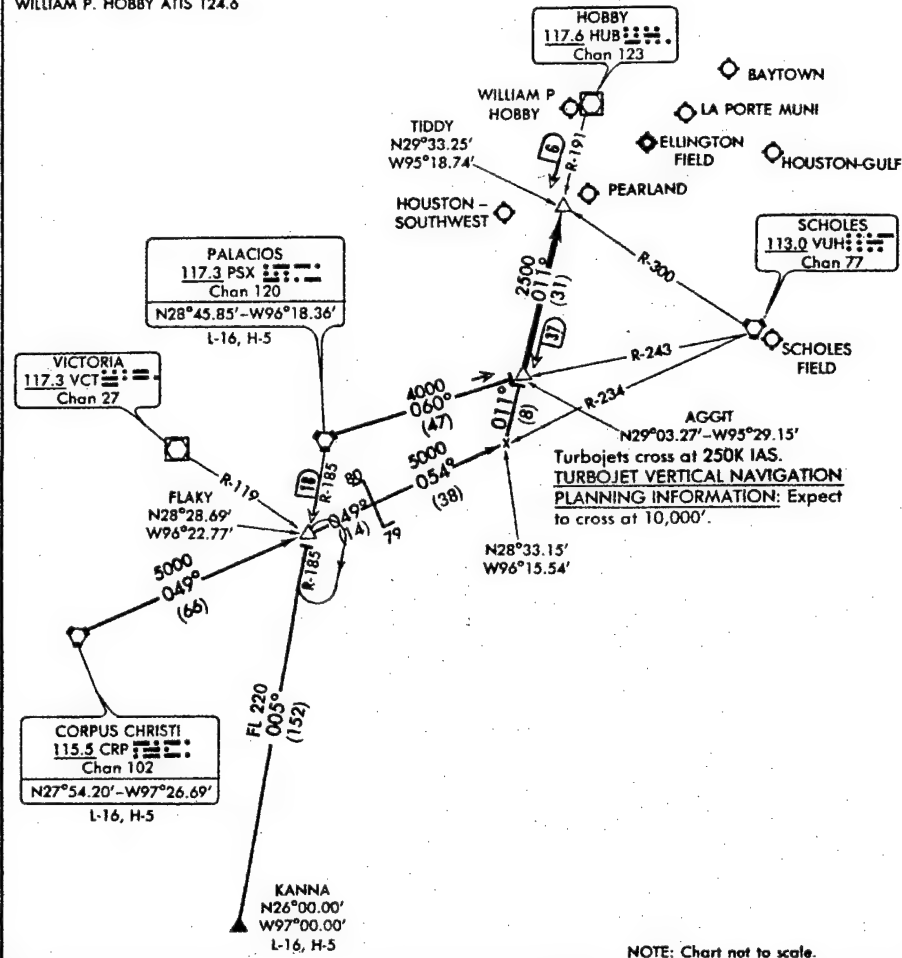 WILLIAM P. HOBBY ATIS 124.6
HOBBY
117.6 HUB
Chan 123
BAYTOWN
WILLIAM P
HOBBY
LA PORTE MUNI
TIDDY
N29°33.25'
W95°18.74'
6
R-191
ELLINGTON
FIELD
HOUSTON-GULF
PEARLAND
HOUSTON –
SOUTHWEST
SCHOLES
113.0 VUH
Chan 77
PALACIOS
117.3 PSX
Chan 120
N28°45.85'–W96°18.36'
L-16, H-5
2500
011°
(31)
R-300
37
SCHOLES
FIELD
VICTORIA
117.3 VCT
Chan 27
R-243
4000
060°
(47)
R-234
011°
(8)
AGGIT
N29°03.27'–W95°29.15'
Turbojets cross at 250K IAS.
TURBOJET VERTICAL NAVIGATION
PLANNING INFORMATION: Expect
to cross at 10,000'.
R-119
18
R-185
80
5000
054°
(38)
FLAKY
N28°28.69'
W96°22.77'
049°
(14)
79
N28°33.15'
W96°15.54'
R-185
5000
049°
(66)
CORPUS CHRISTI
115.5 CRP
Chan 102
N27°54.20'–W97°26.69'
L-16, H-5
FL 220
005°
(152)
KANNA
N26°00.00'
W97°00.00'
L-16, H-5
NOTE: Chart not to scale.